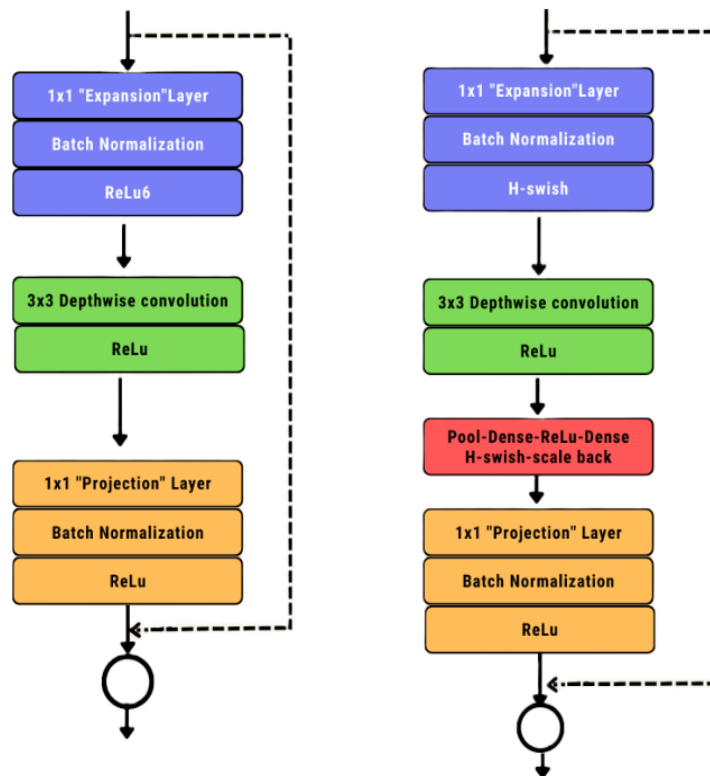 1x1 "Expansion"Layer
Batch Normalization
ReLu6
3x3 Depthwise convolution
ReLu
1x1 "Projection" Layer
Batch Normalization
ReLu
1x1 "Expansion"Layer
Batch Normalization
H-swish
3x3 Depthwise convolution
ReLu
Pool-Dense-ReLu-Dense
H-swish-scale back
1x1 "Projection" Layer
Batch Normalization
ReLu